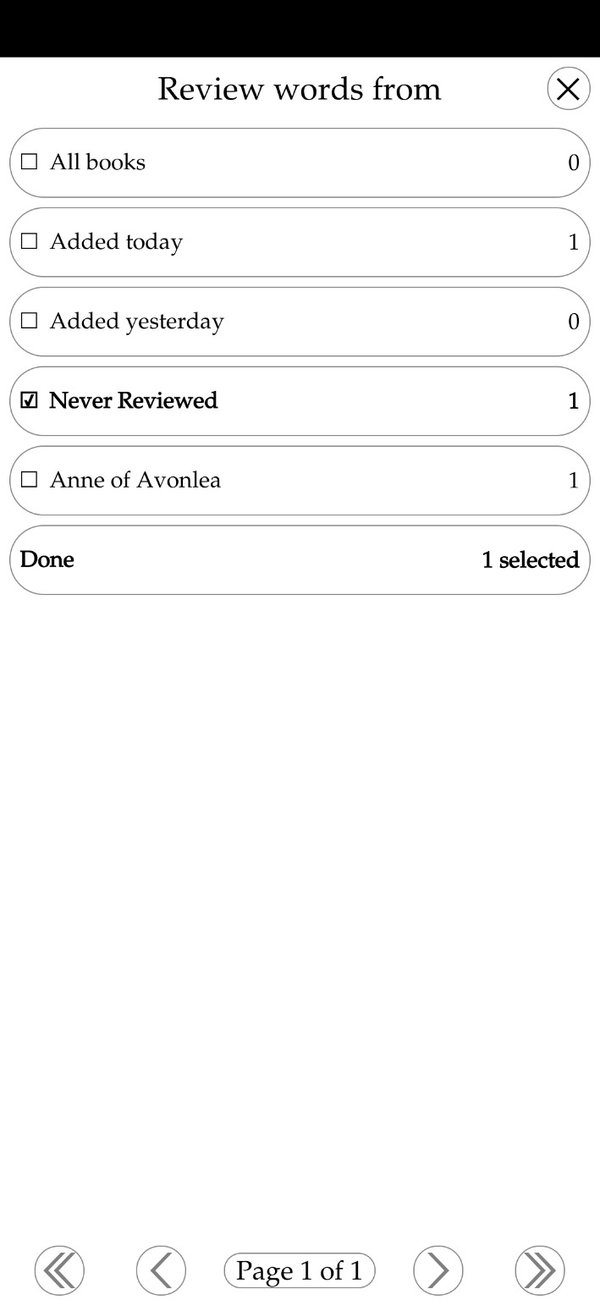 Review words from
All books 0
Added today 1
Added yesterday 0
Never Reviewed 1
Anne of Avonlea 1
Done 1 selected
Page 1 of 1